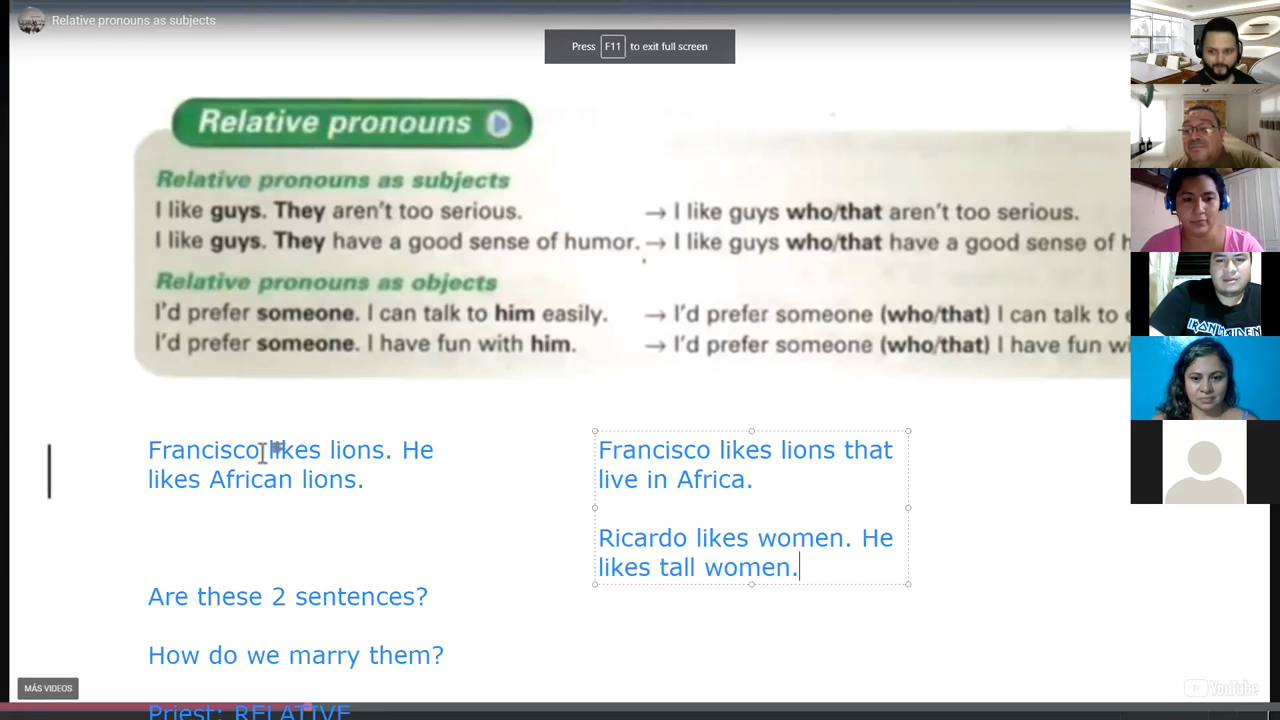 Relative pronouns as subjects
Press F11 to exit full screen
Relative pronouns
Relative pronouns as subjects
I like guys. They aren't too serious. → I like guys who/that aren't too serious.
I like guys. They have a good sense of humor. → I like guys who/that have a good sense of h
Relative pronouns as objects
I'd prefer someone. I can talk to him easily. → I'd prefer someone (who/that) I can talk to e
I'd prefer someone. I have fun with him. → I'd prefer someone (who/that) I have fun wi
IRON MAIDEN
Francisco likes lions. He
likes African lions.
Are these 2 sentences?
How do we marry them?
Priest: RELATIVE
Francisco likes lions that
live in Africa.
Ricardo likes women. He
likes tall women.
MÁS VIDEOS
YouTube